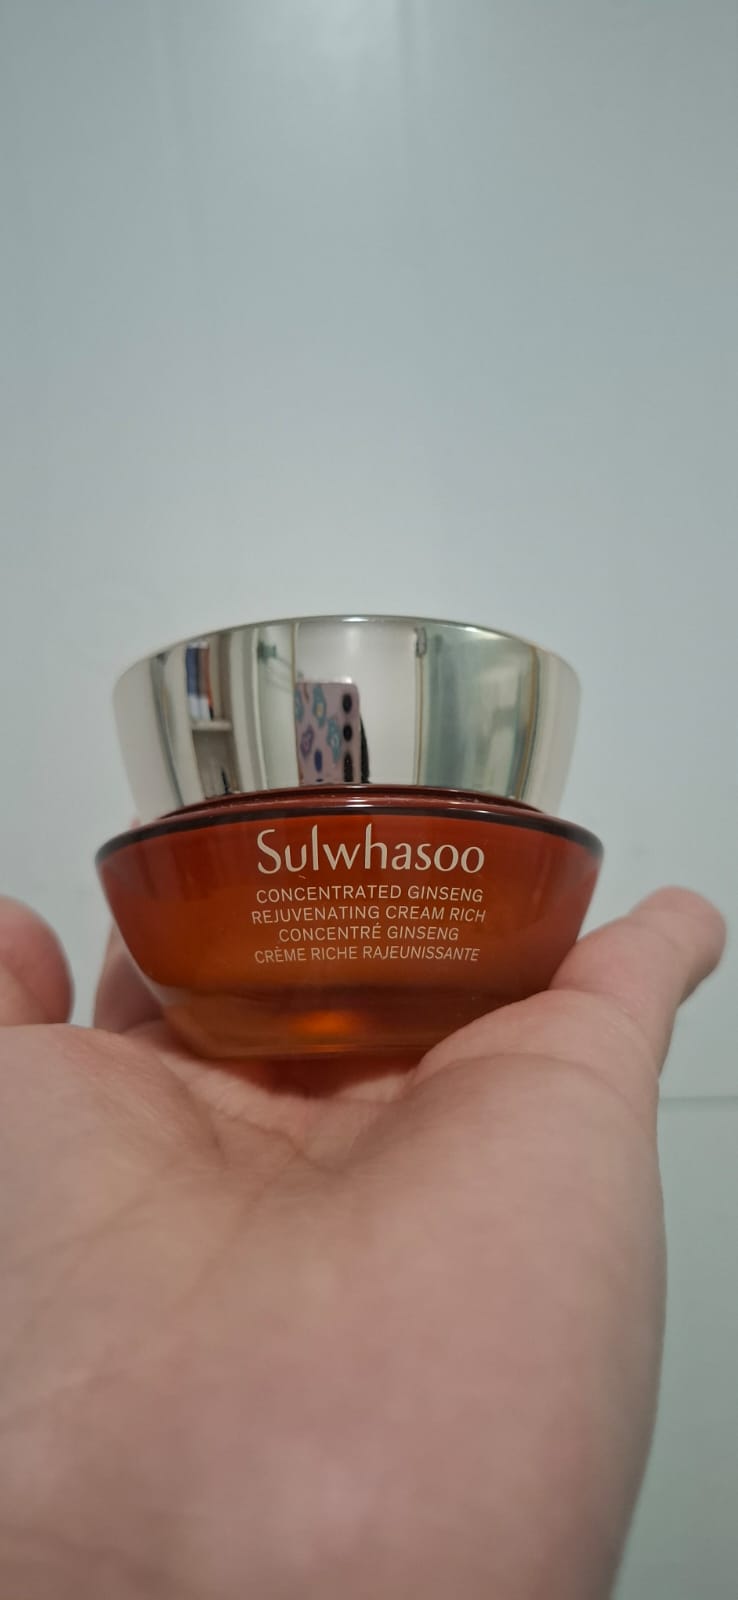 Sulwhasoo
CONCENTRATED GINSENG
REJUVENATING CREAM RICH
CONCENTRÉ GINSENG
CRÈME RICHE RAJEUNISSANTE